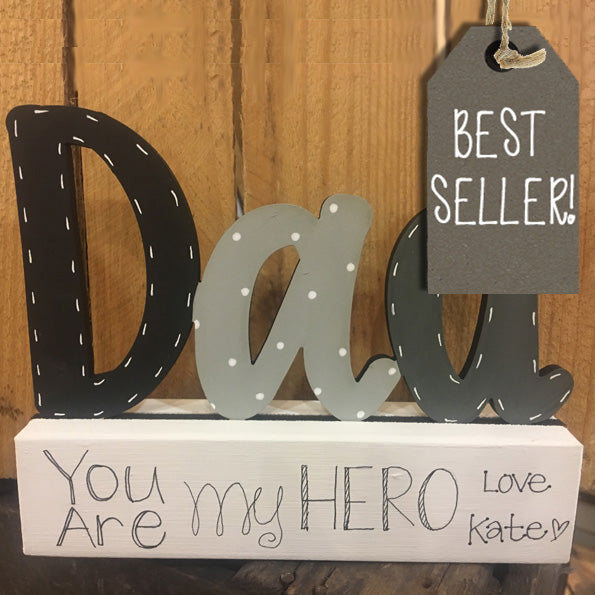 BEST
SELLER!
Dad
You Are my HERO Love Kate